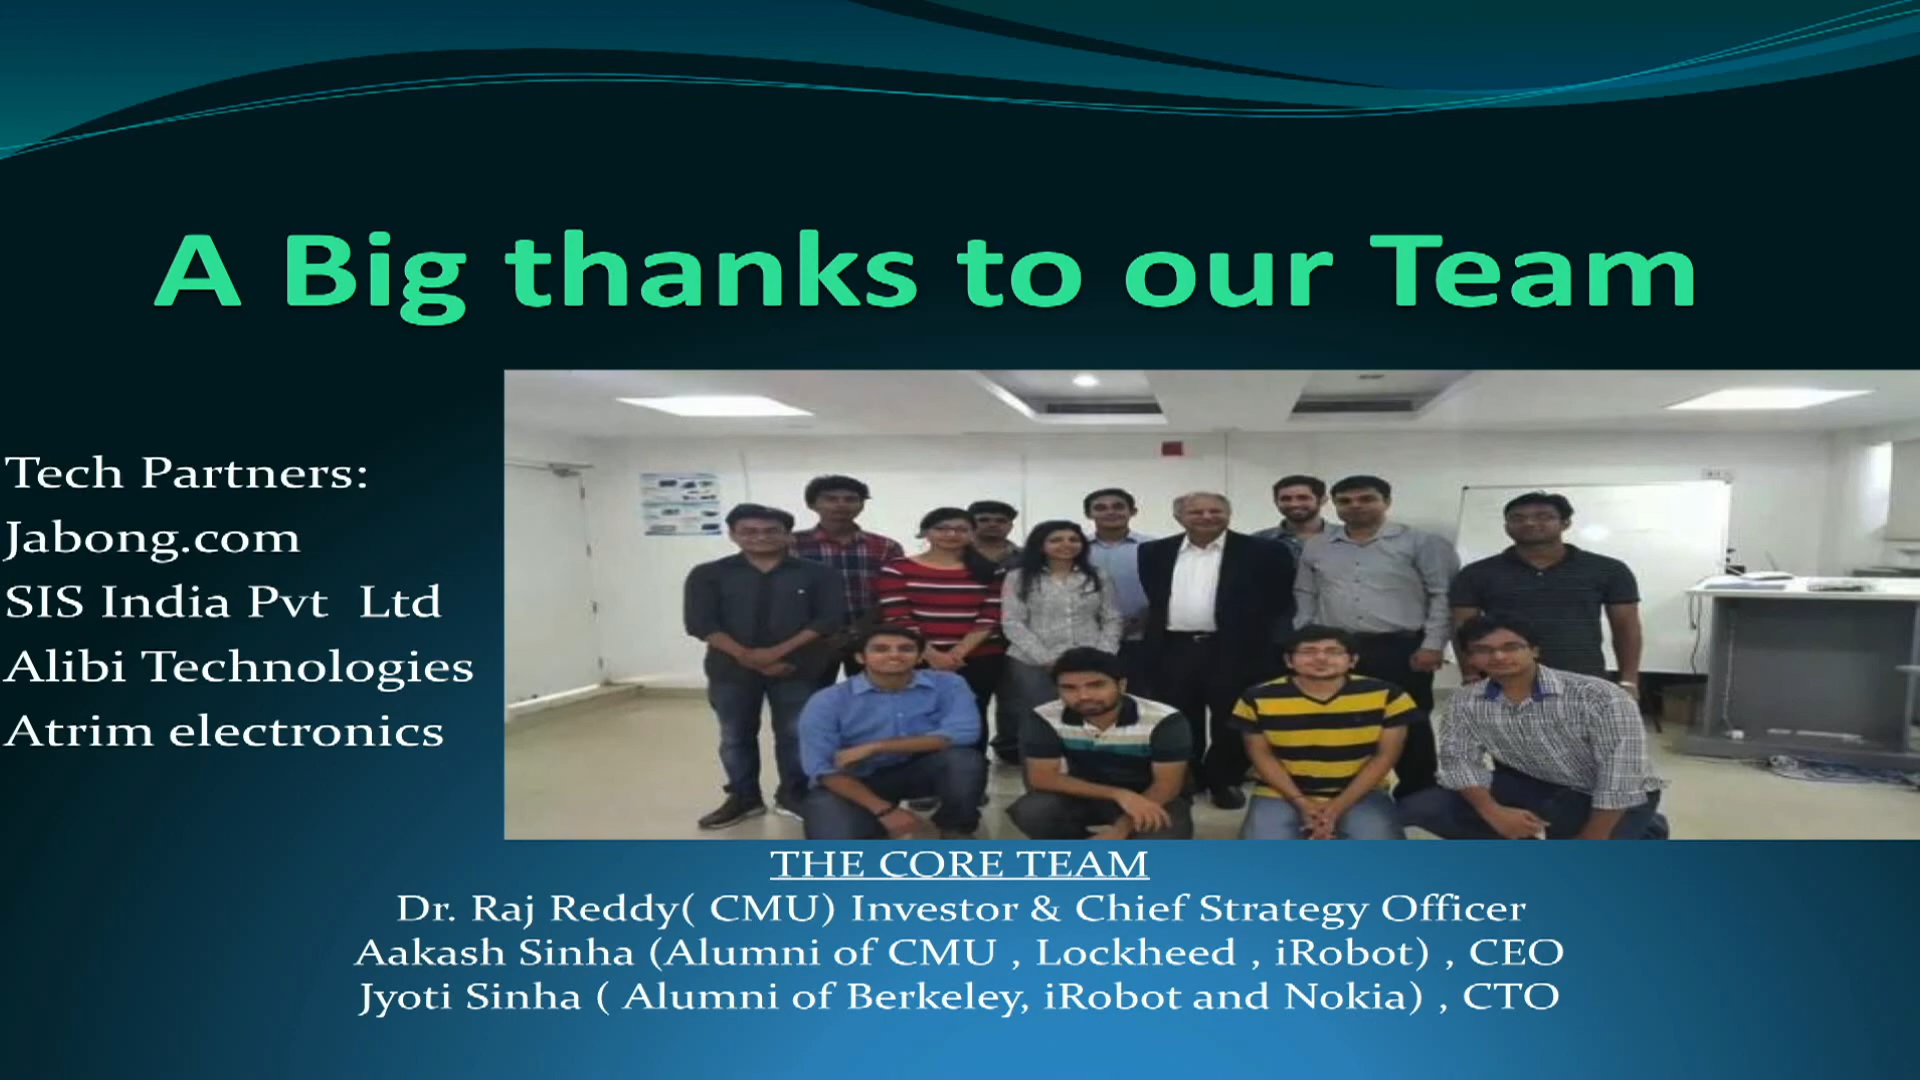 A Big thanks to our Team
Tech Partners:
Jabong.com
SIS India Pvt  Ltd
Alibi Technologies
Atrim electronics
THE CORE TEAM
Dr. Raj Reddy( CMU) Investor & Chief Strategy Officer
Aakash Sinha (Alumni of CMU , Lockheed , iRobot) , CEO
Jyoti Sinha ( Alumni of Berkeley, iRobot and Nokia) , CTO